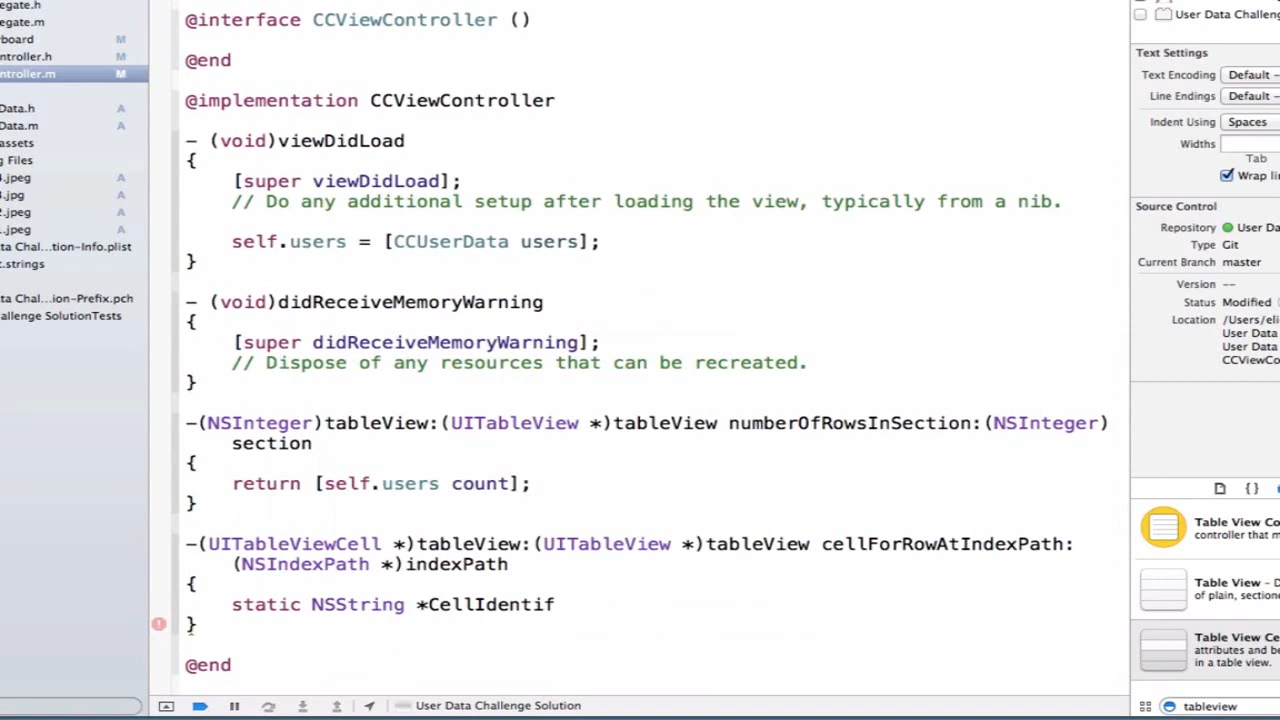 egate.h
egate.m
board M
ntroller.h M
ntroller.m M
Data.h A
Data.m A
assets
g Files
.jpeg A
.jpg A
2.jpeg A
.jpeg A
ta Chal...tion-Info.plist
t.strings
ta Chal...ion-Prefix.pch
hallenge SolutionTests
@interface CCViewController ()
@end
@implementation CCViewController
- (void)viewDidLoad
{
[super viewDidLoad];
// Do any additional setup after loading the view, typically from a nib.
self.users = [CCUserData users];
}
- (void)didReceiveMemoryWarning
{
[super didReceiveMemoryWarning];
// Dispose of any resources that can be recreated.
}
-(NSInteger)tableView:(UITableView *)tableView numberOfRowsInSection:(NSInteger)
section
{
return [self.users count];
}
-(UITableViewCell *)tableView:(UITableView *)tableView cellForRowAtIndexPath:
(NSIndexPath *)indexPath
{
static NSString *CellIdentif
}
@end
User Data Challenge Solution
User Data Challeng
Text Settings
Text Encoding Default -
Line Endings Default -
Indent Using Spaces
Widths
Tab
Wrap li
Source Control
Repository User Da
Type Git
Current Branch master
Version --
Status Modified
Location /Users/eli
User Data
User Data
CCViewCo
{ }
Table View Co
controller that m
Table View - D
of plain, sectione
Table View Ce
attributes and be
in a table view.
tableview